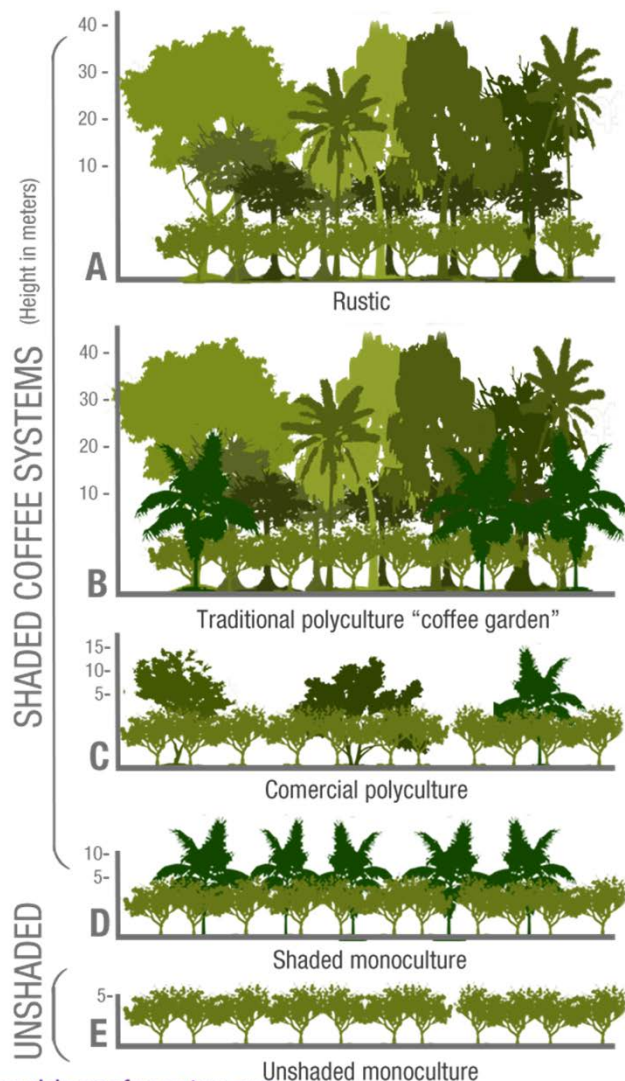 SHADED COFFEE SYSTEMS
(Height in meters)
40 -
30 -
20 -
10 -
A
Rustic
40 -
30 -
20 -
10 -
B
Traditional polyculture “coffee garden”
15-
10-
5-
C
Comercial polyculture
10-
5-
D
Shaded monoculture
UNSHADED
5-
E
Unshaded monoculture